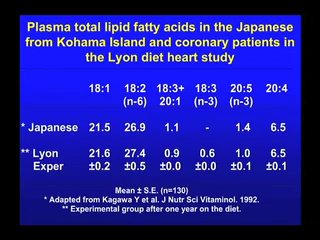 Plasma total lipid fatty acids in the Japanese
from Kohama Island and coronary patients in
the Lyon diet heart study
18:1 18:2 18:3+ 18:3 20:5 20:4
(n-6) 20:1 (n-3) (n-3)
* Japanese 21.5 26.9 1.1 - 1.4 6.5
** Lyon 21.6 27.4 0.9 0.6 1.0 6.5
Exper ±0.2 ±0.5 ±0.0 ±0.0 ±0.1 ±0.1
Mean ± S.E. (n=130)
* Adapted from Kagawa Y et al. J Nutr Sci Vitaminol. 1992.
** Experimental group after one year on the diet.